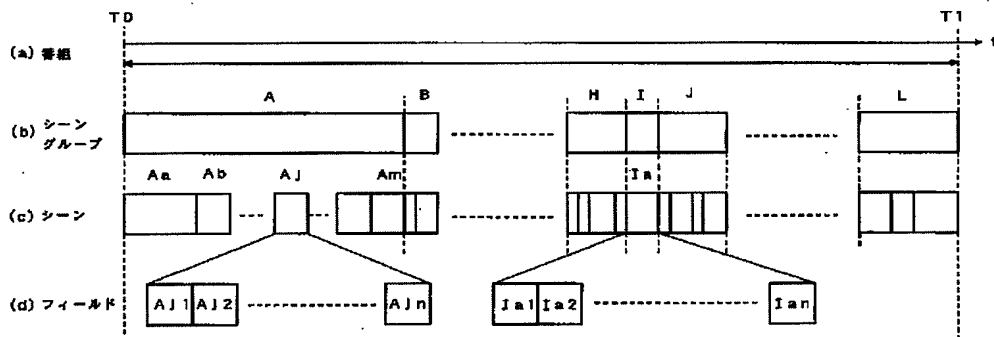 T0 T1
t
(a) 番組
A B H I J L
(b) シーン
グループ
Aa Ab Aj Am Ia
(c) シーン
(d) フィールド Aj1 Aj2 Ajn Ia1 Ia2 Ian